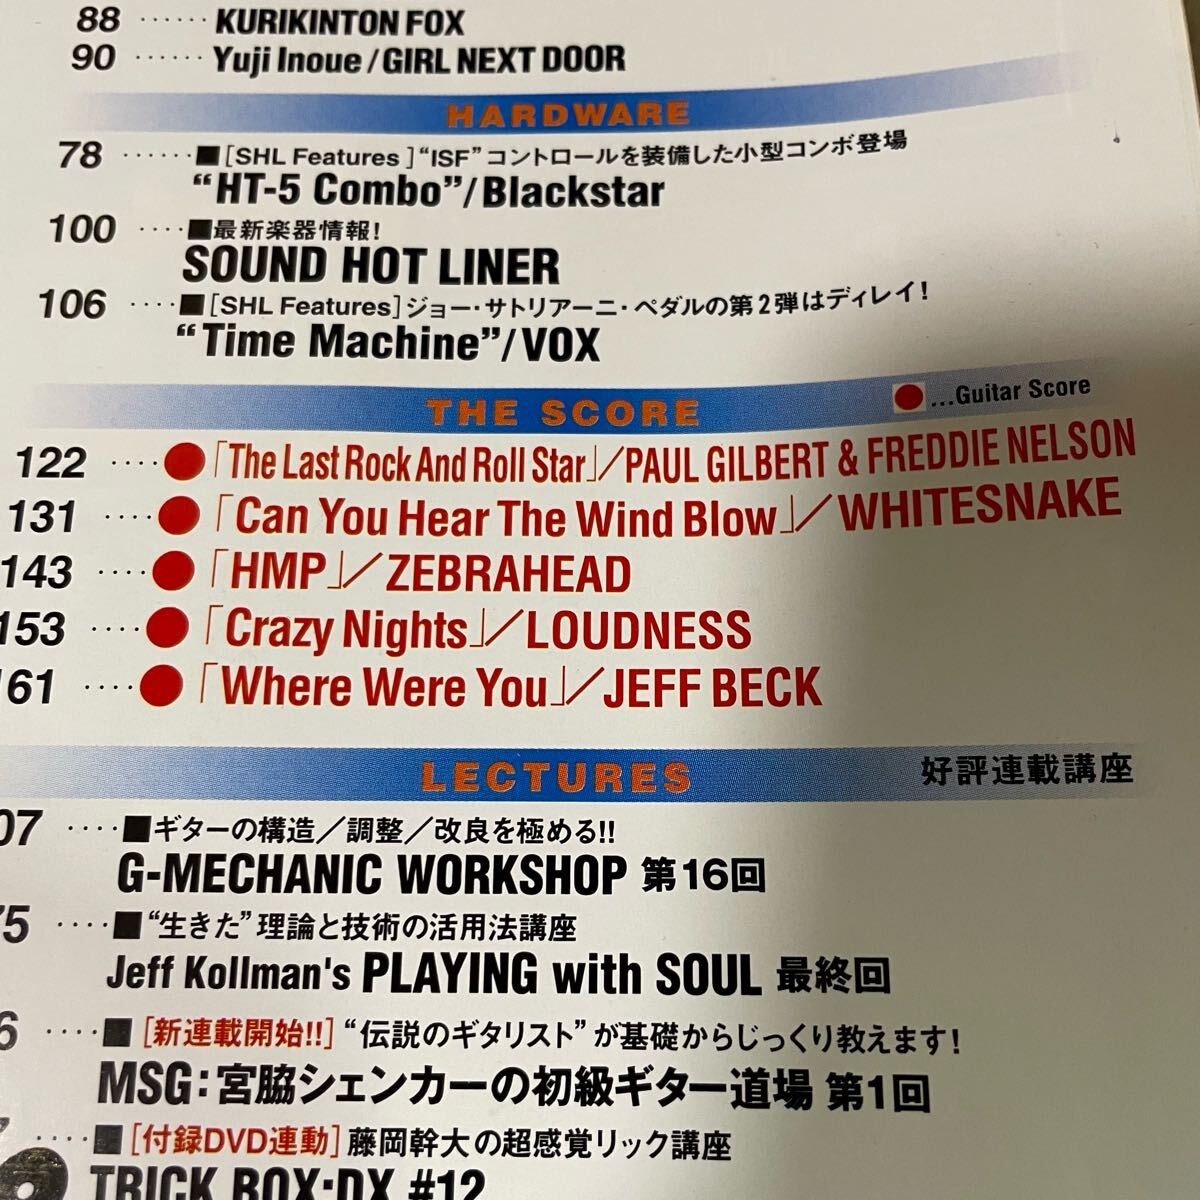 88 ······ KURIKINTON FOX
90 ······ Yuji Inoue/GIRL NEXT DOOR
HARDWARE
78 ······■[SHL Features]“ISF”コントロールを装備した小型コンボ登場
“HT-5 Combo”/Blackstar
100 ····■最新楽器情報!
SOUND HOT LINER
106 ····■[SHL Features]ジョー・サトリアーニ・ペダルの第2弾はディレイ!
“Time Machine”/VOX
THE SCORE ●...Guitar Score
122 ····●「The Last Rock And Roll Star」/PAUL GILBERT & FREDDIE NELSON
131 ····●「Can You Hear The Wind Blow」/WHITESNAKE
143 ····●「HMP」/ZEBRAHEAD
153 ····●「Crazy Nights」/LOUDNESS
161 ····●「Where Were You」/JEFF BECK
LECTURES 好評連載講座
07 ····■ギターの構造/調整/改良を極める!!
G-MECHANIC WORKSHOP 第16回
75 ····■“生きた”理論と技術の活用法講座
Jeff Kollman's PLAYING with SOUL 最終回
6 ····■[新連載開始!!]“伝説のギタリスト”が基礎からじっくり教えます!
MSG:宮脇シェンカーの初級ギター道場 第1回
····■[付録DVD連動]藤岡幹大の超感覚リック講座
TRICK BOX・DX #12